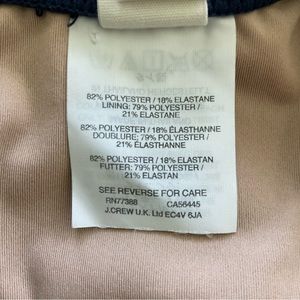 82% POLYESTER / 18% ELASTANE
LINING: 79% POLYESTER /
21% ELASTANE
82% POLYESTER / 18% ÉLASTHANNE
DOUBLURE: 79% POLYESTER /
21% ÉLASTHANNE
82% POLYESTER / 18% ELASTAN
FUTTER: 79% POLYESTER /
21% ELASTAN
SEE REVERSE FOR CARE
RN77388 CA56445
J.CREW U.K. Ltd EC4V 6JA